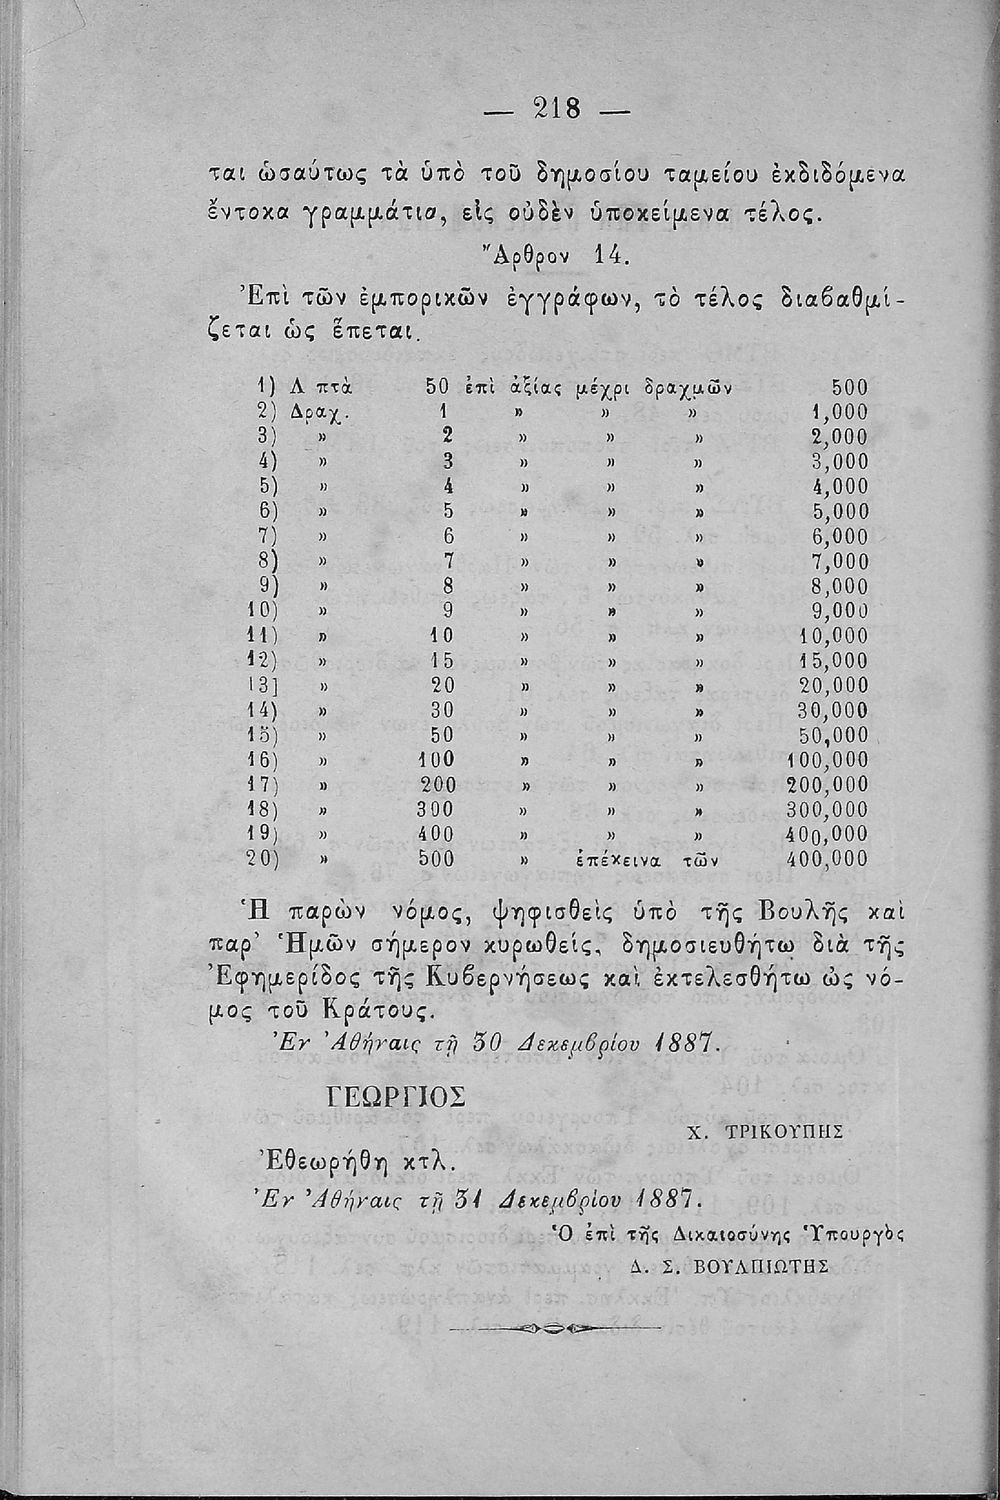 — 218 —
ται ὡσαύτως τὰ ὑπὸ τοῦ δημοσίου ταμείου ἐκδιδόμενα
ἔντοκα γραμμάτια, εἰς οὐδὲν ὑποκείμενα τέλος.
Ἄρθρον 14.
Ἐπὶ τῶν ἐμπορικῶν ἐγγράφων, τὸ τέλος διαβαθμί-
ζεται ὡς ἕπεται.
1) Λ πτὰ 50 ἐπὶ ἀξίας μέχρι δραχμῶν 500
2) Δραχ. 1 » » » 1,000
3) » 2 » » » 2,000
4) » 3 » » » 3,000
5) » 4 » » » 4,000
6) » 5 » » » 5,000
7) » 6 » » » 6,000
8) » 7 » » » 7,000
9) » 8 » » » 8,000
10) » 9 » » » 9,000
11) » 10 » » » 10,000
12) » 15 » » » 15,000
13] » 20 » » » 20,000
14) » 30 » » » 30,000
15) » 50 » » » 50,000
16) » 100 » » » 100,000
17) » 200 » » » 200,000
18) » 300 » » » 300,000
19) » 400 » » » 400,000
20) » 500 » ἐπέκεινα τῶν 400,000
Ἡ παρὼν νόμος, ψηφισθεὶς ὑπὸ τῆς Βουλῆς καὶ
παρ’ Ἡμῶν σήμερον κυρωθείς, δημοσιευθήτω διὰ τῆς
Ἐφημερίδος τῆς Κυβερνήσεως καὶ ἐκτελεσθήτω ὡς νό-
μος τοῦ Κράτους.
Ἐν Ἀθήναις τῇ 30 Δεκεμβρίου 1887.
ΓΕΩΡΓΙΟΣ
Χ. ΤΡΙΚΟΥΠΗΣ
Ἐθεωρήθη κτλ.
Ἐν Ἀθήναις τῇ 31 Δεκεμβρίου 1887.
Ὁ ἐπὶ τῆς Δικαιοσύνης Ὑπουργὸς
Δ. Σ. ΒΟΥΛΠΙΩΤΗΣ